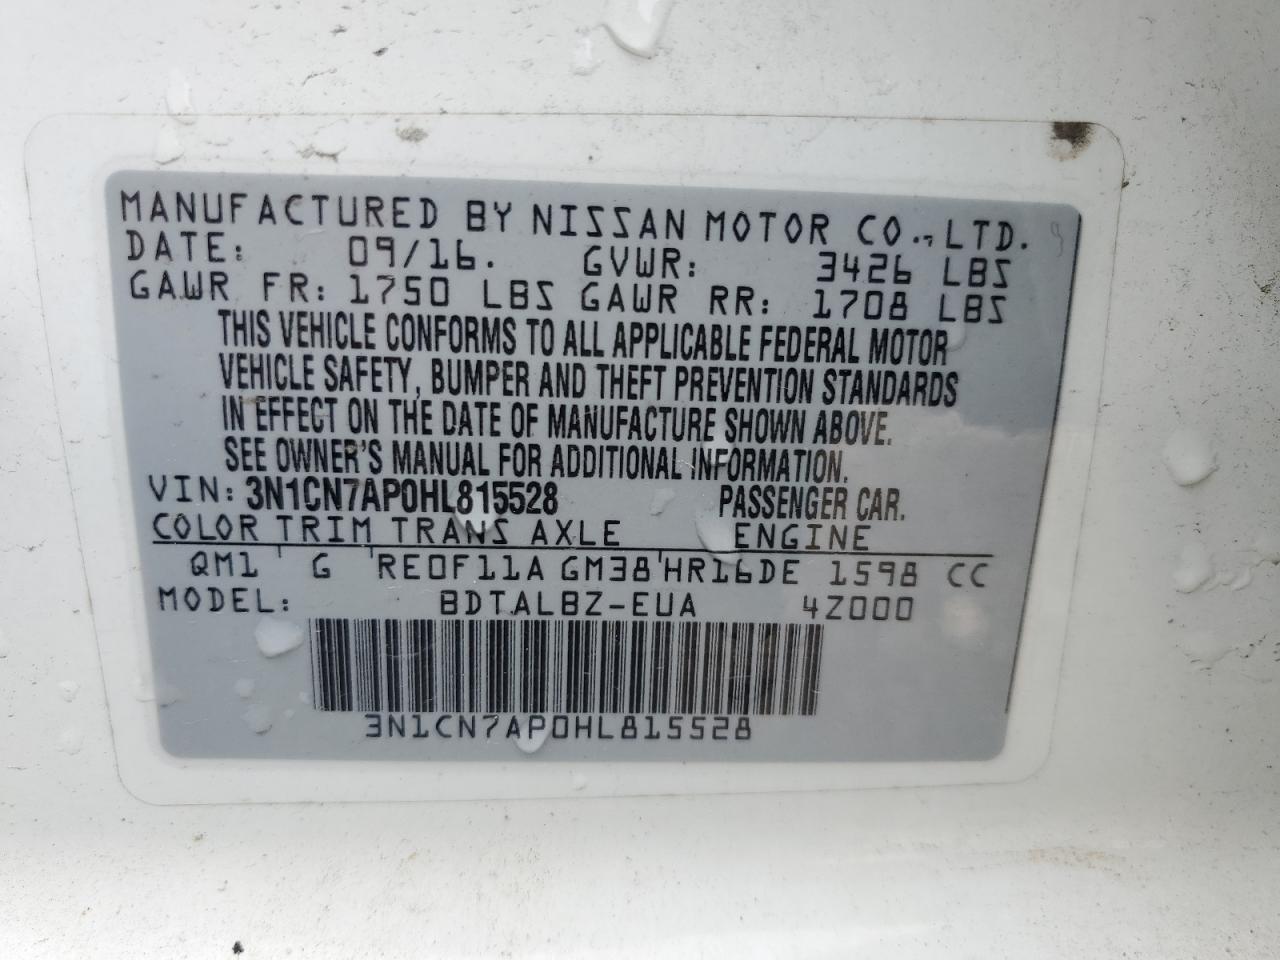 MANUFACTURED BY NISSAN MOTOR CO., LTD.
DATE: 09/16. GVWR: 3426 LBS
GAWR FR: 1750 LBS GAWR RR: 1708 LBS
THIS VEHICLE CONFORMS TO ALL APPLICABLE FEDERAL MOTOR
VEHICLE SAFETY, BUMPER AND THEFT PREVENTION STANDARDS
IN EFFECT ON THE DATE OF MANUFACTURE SHOWN ABOVE.
SEE OWNER'S MANUAL FOR ADDITIONAL INFORMATION.
VIN: 3N1CN7AP0HL815528 PASSENGER CAR.
COLOR TRIM TRANS AXLE ENGINE
QM1 G RE0F11A GM38 HR16DE 1598 CC
MODEL: BDTALBZ-EUA 4Z000
3N1CN7AP0HL815528